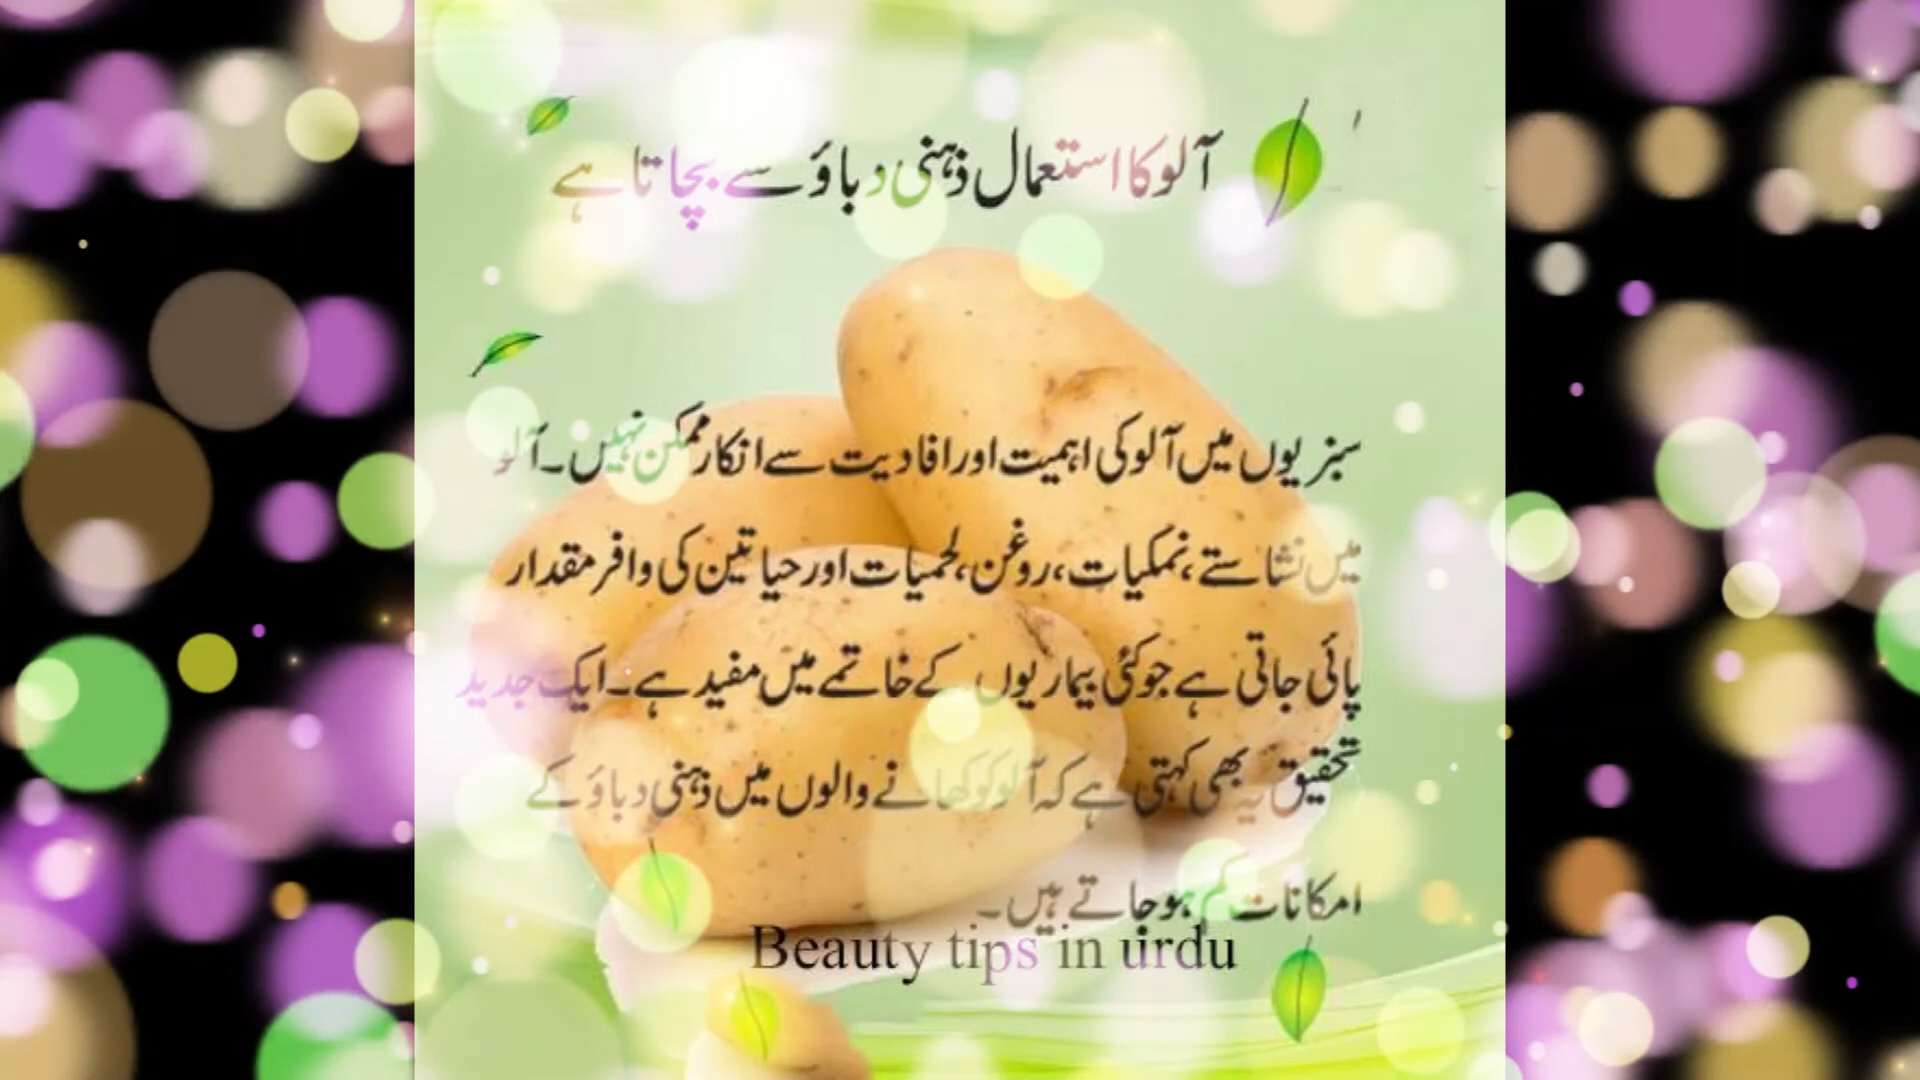 آلو کا استعمال ذہنی دباؤ سے بچاتا ہے
سبزیوں میں آلو کی اہمیت اور افادیت سے انکار ممکن نہیں۔ آلو
میں نشاستے، نمکیات، روغن، لحمیات اور حیاتین کی وافر مقدار
پائی جاتی ہے جو کئی بیماریوں کے خاتمے میں مفید ہے۔ ایک جدید
تحقیق یہ بھی کہتی ہے کہ آلو کو کھانے والوں میں ذہنی دباؤ کے
امکانات کم ہو جاتے ہیں۔
Beauty tips in urdu